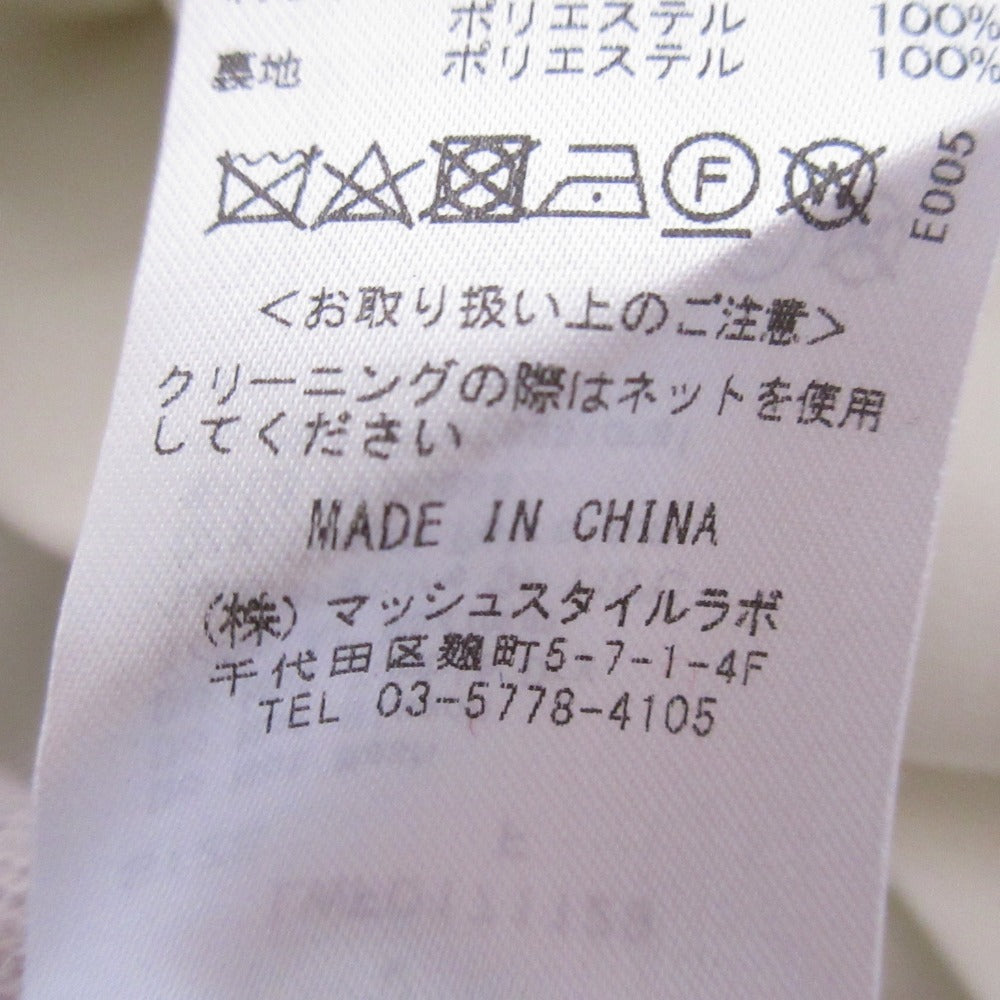 ポリエステル 100%
裏地 ポリエステル 100%
F W
E005
<お取り扱い上のご注意>
クリーニングの際はネットを使用
してください
MADE IN CHINA
(株)マッシュスタイルラボ
千代田区麹町5-7-1-4F
TEL 03-5778-4105